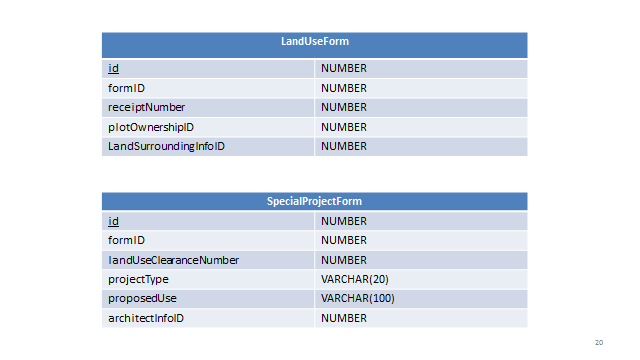 LandUseForm
id NUMBER
formID NUMBER
receiptNumber NUMBER
plotOwnershipID NUMBER
LandSurroundingInfoID NUMBER
SpecialProjectForm
id NUMBER
formID NUMBER
landUseClearanceNumber NUMBER
projectType VARCHAR(20)
proposedUse VARCHAR(100)
architectInfoID NUMBER
20